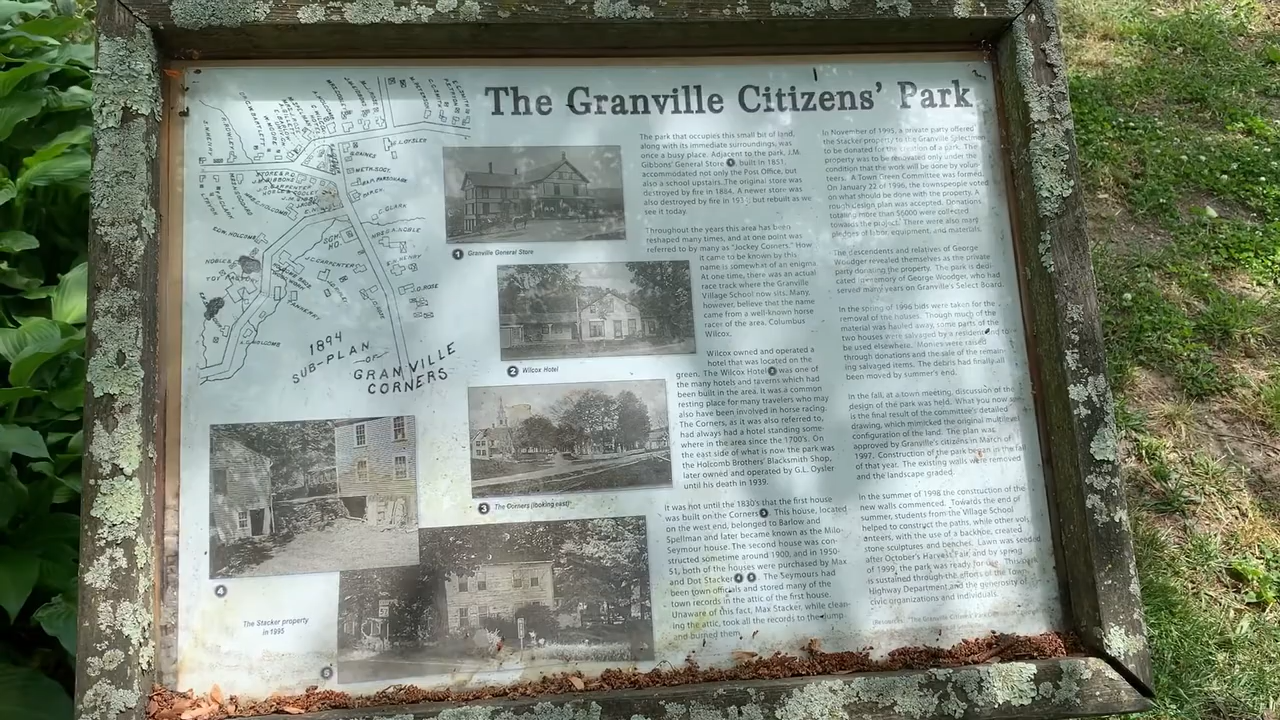 The Granville Citizens' Park
The park that occupies this small bit of land,
along with its immediate surroundings, was
once a busy place. Adjacent to the park, J.M.
Gibbons' General Store 1, built in 1851,
accommodated not only the Post Office, but
also a school upstairs. The original store was
destroyed by fire in 1884. A newer store was
also destroyed by fire in but rebuilt as we
see it today.
Throughout the years this area has been
reshaped many times, and at one point was
referred to by many as "Jockey Corners." How
it came to be known by this
name is somewhat of an enigma.
At one time, there was an actual
race track where the Granville
Village School now sits. Many,
however, believe that the name
came from a well-known horse
racer of the area, Columbus
Wilcox.
Wilcox owned and operated a
hotel that was located on the
green. The Wilcox Hotel 2 was one of
the many hotels and taverns which had
been built in the area. It was a common
resting place for many travelers who may
also have been involved in horse racing.
The Corners, as it was also referred to,
had always had a hotel standing some-
where in the area since the 1700's. On
the east side of what is now the park was
the Holcomb Brothers' Blacksmith Shop,
later owned and operated by G.L. Oysler
until his death in 1939.
It was not until the 1830's that the first house
was built on the Corners 3. This house, located
on the west end, belonged to Barlow and
Spellman and later became known as the Milo
Seymour house. The second house was con-
structed sometime around 1900, and in 1950-
51, both of the houses were purchased by Max
and Dot Stacker 4 5. The Seymours had
been town officials and stored many of the
town records in the attic of the first house.
Unaware of this fact, Max Stacker, while clean-
ing the attic, took all the records to the dump
and burned them.
In November of 1995, a private party offered
the Stacker property to the Granville Selectmen
to be donated for the creation of a park. The
property was to be renovated only under the
condition that the work will be done by volun-
teers. A Town Green Committee was formed.
On January 22 of 1996, the townspeople voted
on what should be done with the property. A
rough design plan was accepted. Donations
totaling more than $6000 were collected
towards the project. There were also many
pledges of labor, equipment, and materials.
The descendents and relatives of George
Woodger revealed themselves as the private
party donating the property. The park is dedi-
cated in memory of George Woodger, who had
served many years on Granville's Select Board.
In the spring of 1996 bids were taken for the
removal of the houses. Though much of the
material was hauled away, some parts of the
two houses were salvaged by a resident and to
be used elsewhere. Monies were raised
through donations and the sale of the remain-
ing salvaged items. The debris had finally all
been moved by summer's end.
In the fall, at a town meeting, discussion of the
design of the park was held. What you now see
is the final result of the committee's detailed
drawing, which mimicked the original multilevel
configuration of the land. The plan was
approved by Granville's citizens in March of
1997. Construction of the park began in the fall
of that year. The existing walls were removed
and the landscape graded.
In the summer of 1998 the construction of the
new walls commenced. Towards the end of
summer, students from the Village School
helped to construct the paths, while other vol-
unteers, with the use of a backhoe, created
stone sculptures and benches. Lawn was seeded
after October's Harvest Fair, and by spring
of 1999, the park was ready for use. This park
is sustained through the efforts of the Town
Highway Department and the generosity of
civic organizations and individuals.
1 Granville General Store
2 Wilcox Hotel
3 The Corners (looking east)
4
The Stacker property
in 1995
5
1894
SUB-PLAN
OF
GRANVILLE
CORNERS
L. OYSLER
METH. SOCY.
C. CLARK
E. HENRY
O. ROSE